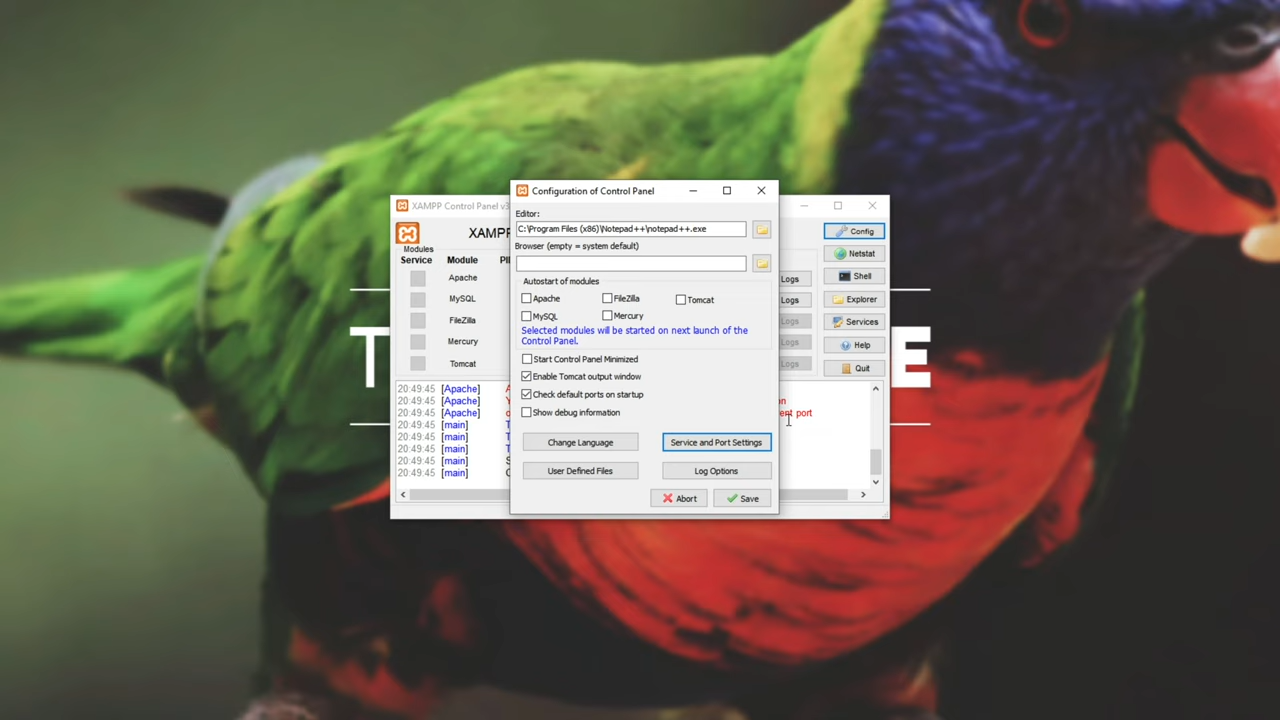 Configuration of Control Panel
XAMPP Control Panel v3
Editor:
C:\Program Files (x86)\Notepad++\notepad++.exe
XAMPP
Config
Modules
Browser (empty = system default)
Service Module
Netstat
Apache
Logs
Shell
Autostart of modules
MySQL
Logs
Explorer
Apache FileZilla Tomcat
MySQL Mercury
FileZilla
Logs
Services
Selected modules will be started on next launch of the
Control Panel.
Mercury
Logs
Help
Tomcat
Logs
Quit
Start Control Panel Minimized
Enable Tomcat output window
Check default ports on startup
Show debug information
20:49:45 [Apache]
20:49:45 [Apache]
20:49:45 [Apache]
20:49:45 [main]
20:49:45 [main]
20:49:45 [main]
20:49:45 [main]
20:49:45 [main]
port
Change Language Service and Port Settings
User Defined Files Log Options
Abort Save